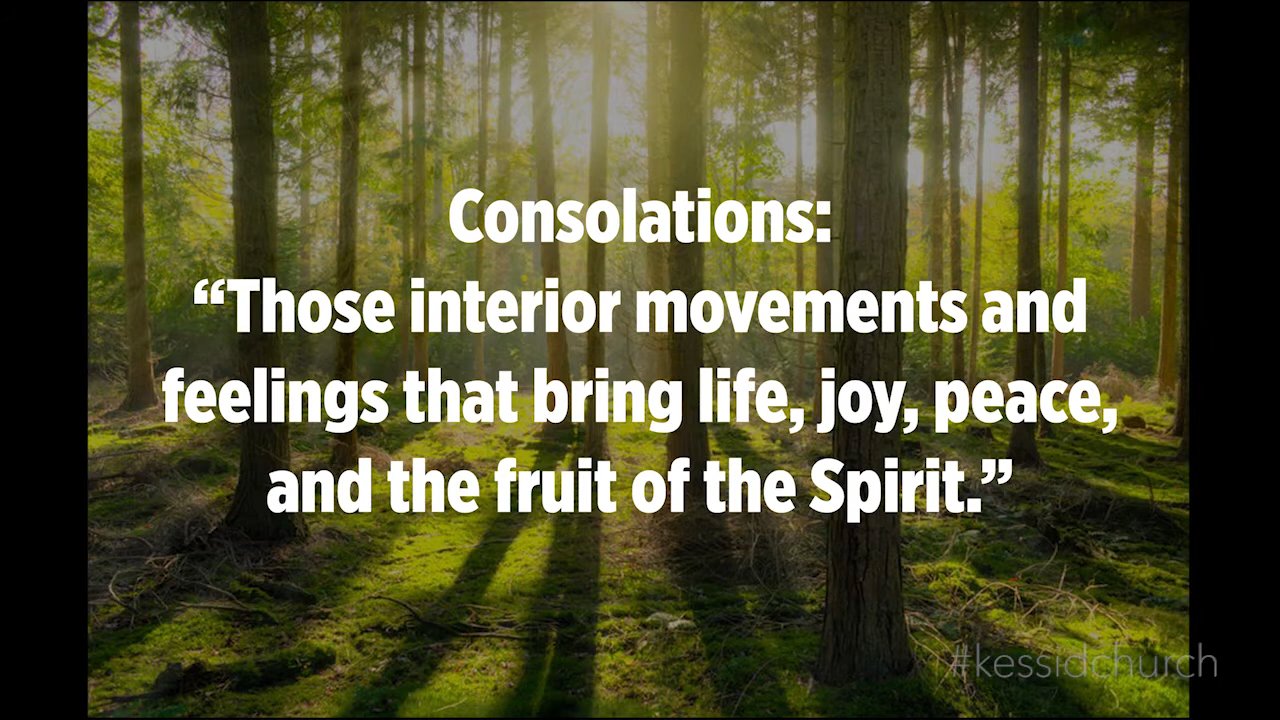 Consolations:
“Those interior movements and
feelings that bring life, joy, peace,
and the fruit of the Spirit.”
#kessidchurch